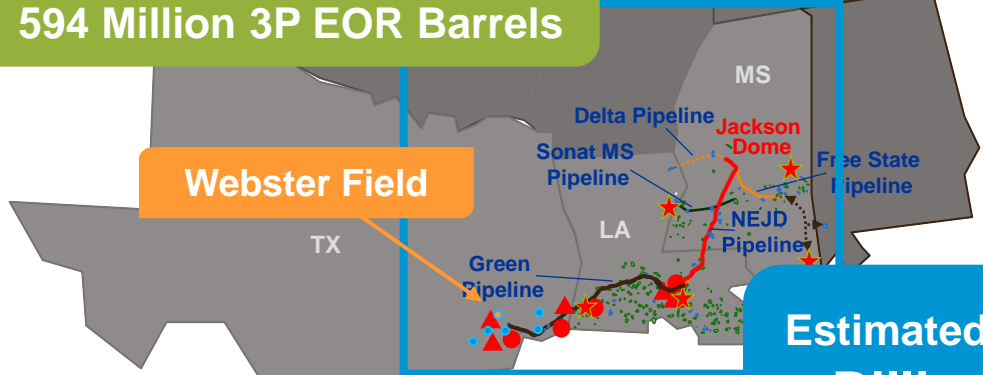 594 Million 3P EOR Barrels
MS
Delta Pipeline
Jackson
Dome
Sonat MS
Pipeline
Free State
Pipeline
Webster Field
TX
LA
NEJD
Pipeline
Green
Pipeline
Estimated